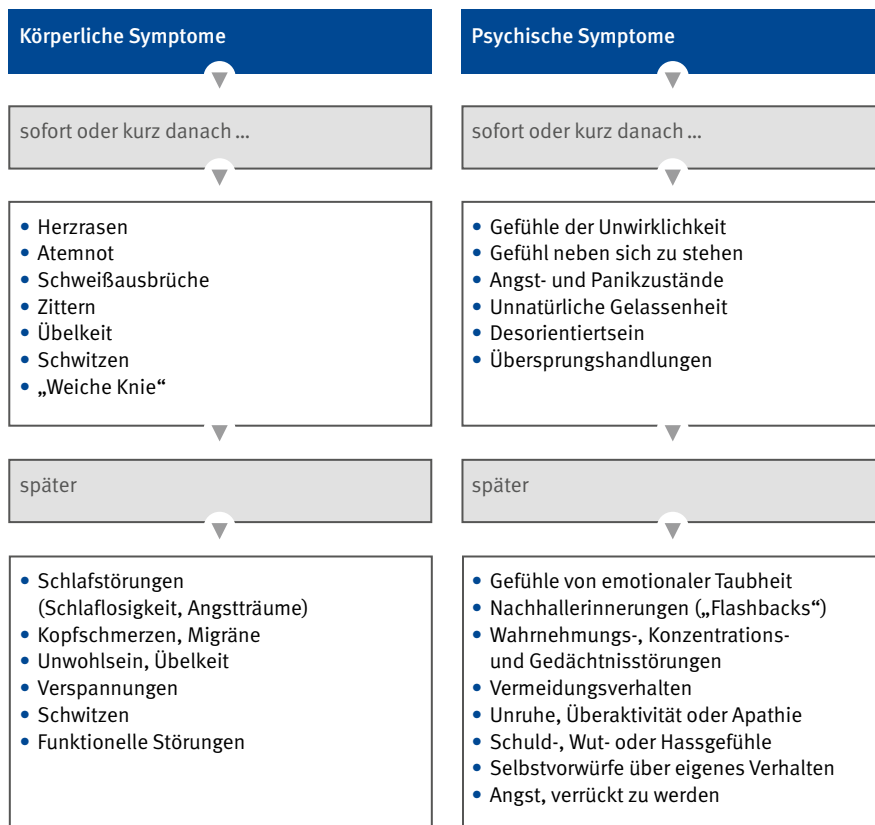 Körperliche Symptome
sofort oder kurz danach ...
• Herzrasen
• Atemnot
• Schweißausbrüche
• Zittern
• Übelkeit
• Schwitzen
• „Weiche Knie“
später
• Schlafstörungen
(Schlaflosigkeit, Angstträume)
• Kopfschmerzen, Migräne
• Unwohlsein, Übelkeit
• Verspannungen
• Schwitzen
• Funktionelle Störungen
Psychische Symptome
sofort oder kurz danach ...
• Gefühle der Unwirklichkeit
• Gefühl neben sich zu stehen
• Angst- und Panikzustände
• Unnatürliche Gelassenheit
• Desorientiertsein
• Übersprungshandlungen
später
• Gefühle von emotionaler Taubheit
• Nachhallerinnerungen („Flashbacks“)
• Wahrnehmungs-, Konzentrations-
und Gedächtnisstörungen
• Vermeidungsverhalten
• Unruhe, Überaktivität oder Apathie
• Schuld-, Wut- oder Hassgefühle
• Selbstvorwürfe über eigenes Verhalten
• Angst, verrückt zu werden